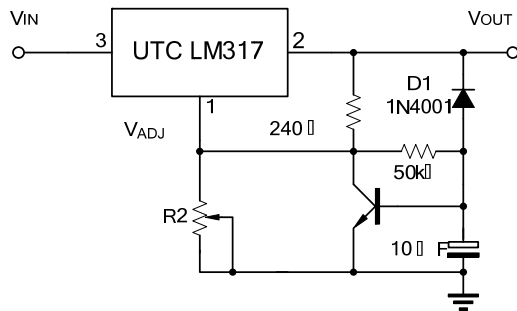 VIN
VOUT
3
UTC LM317
2
1
D1
1N4001
VADJ
240▯
50k▯
R2
10▯ F